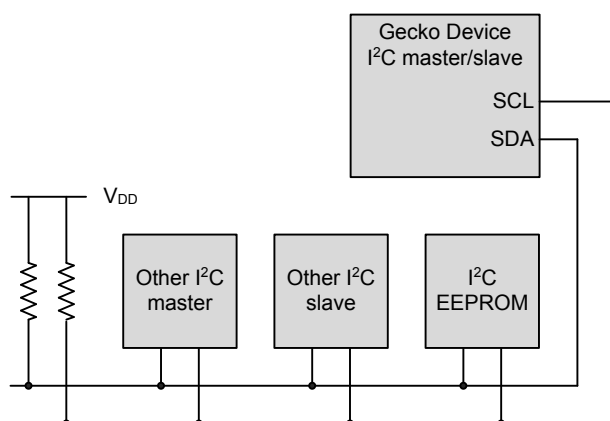 Gecko Device
I²C master/slave
SCL
SDA
V_DD
Other I²C
master
Other I²C
slave
I²C
EEPROM